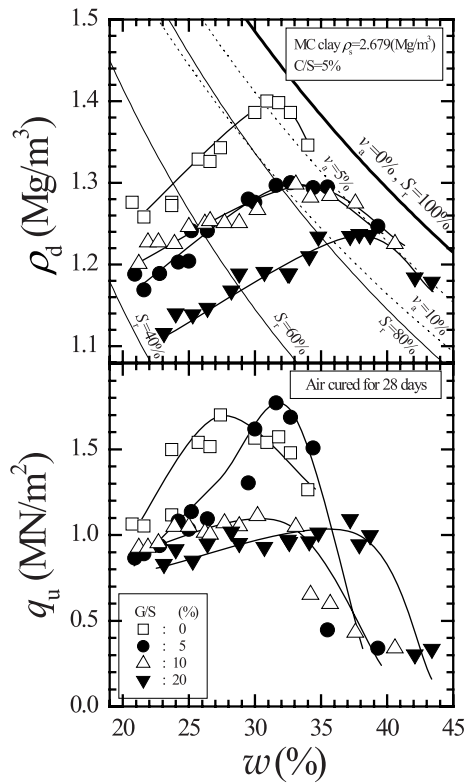 MC clay ρs=2.679(Mg/m³)
C/S=5%
1.5
1.4
1.3
1.2
1.1
ρd (Mg/m³)
va=0%, Sr=100%
va=5%
va=10%
Sr=40%
Sr=60%
Sr=80%
Air cured for 28 days
1.5
1.0
0.5
0.0
qu (MN/m²)
G/S (%)
: 0
: 5
: 10
: 20
20 25 30 35 40 45
w(%)